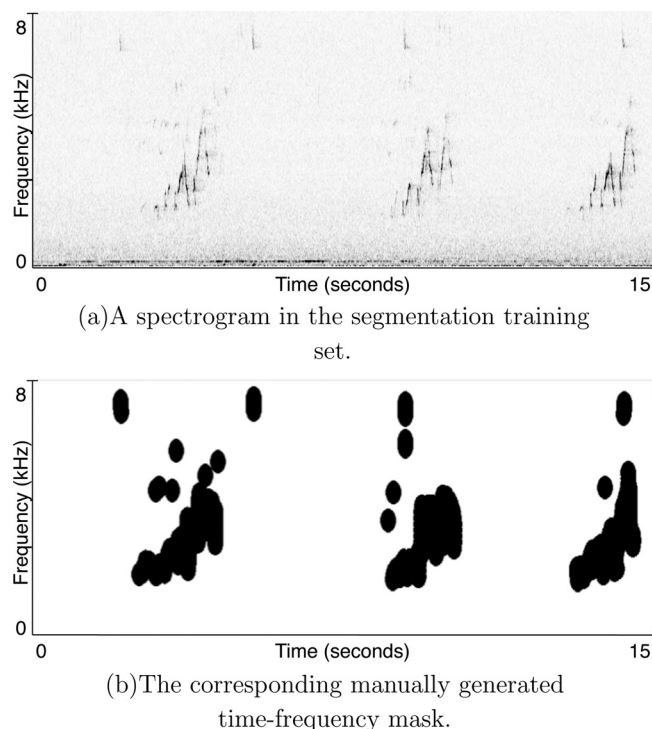 8
Frequency (kHz)
0
0
Time (seconds)
15
(a)A spectrogram in the segmentation training
set.
8
Frequency (kHz)
0
0
Time (seconds)
15
(b)The corresponding manually generated
time-frequency mask.